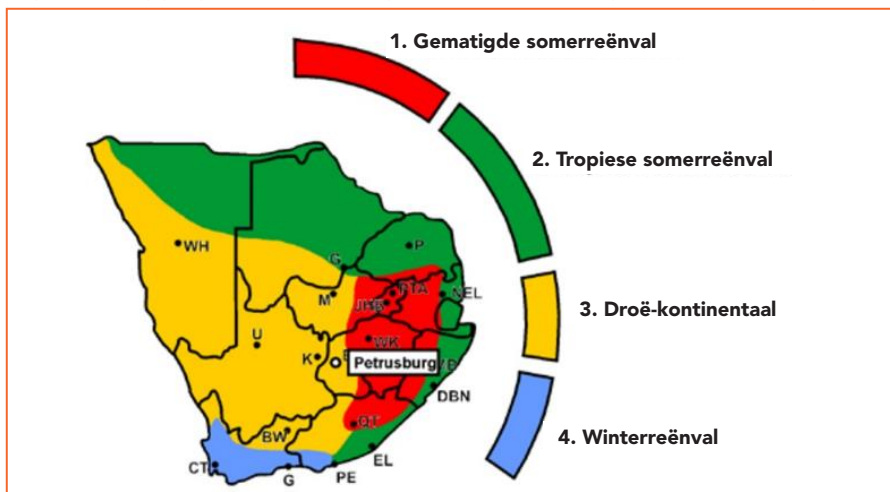 1. Gematigde somerreënval
2. Tropiese somerreënval
3. Droë-kontinentaal
4. Winterreënval
WH
P
G
M
PTA
NEL
U
WK
K
Petrusburg
DBN
QT
BW
EL
CT
G
PE